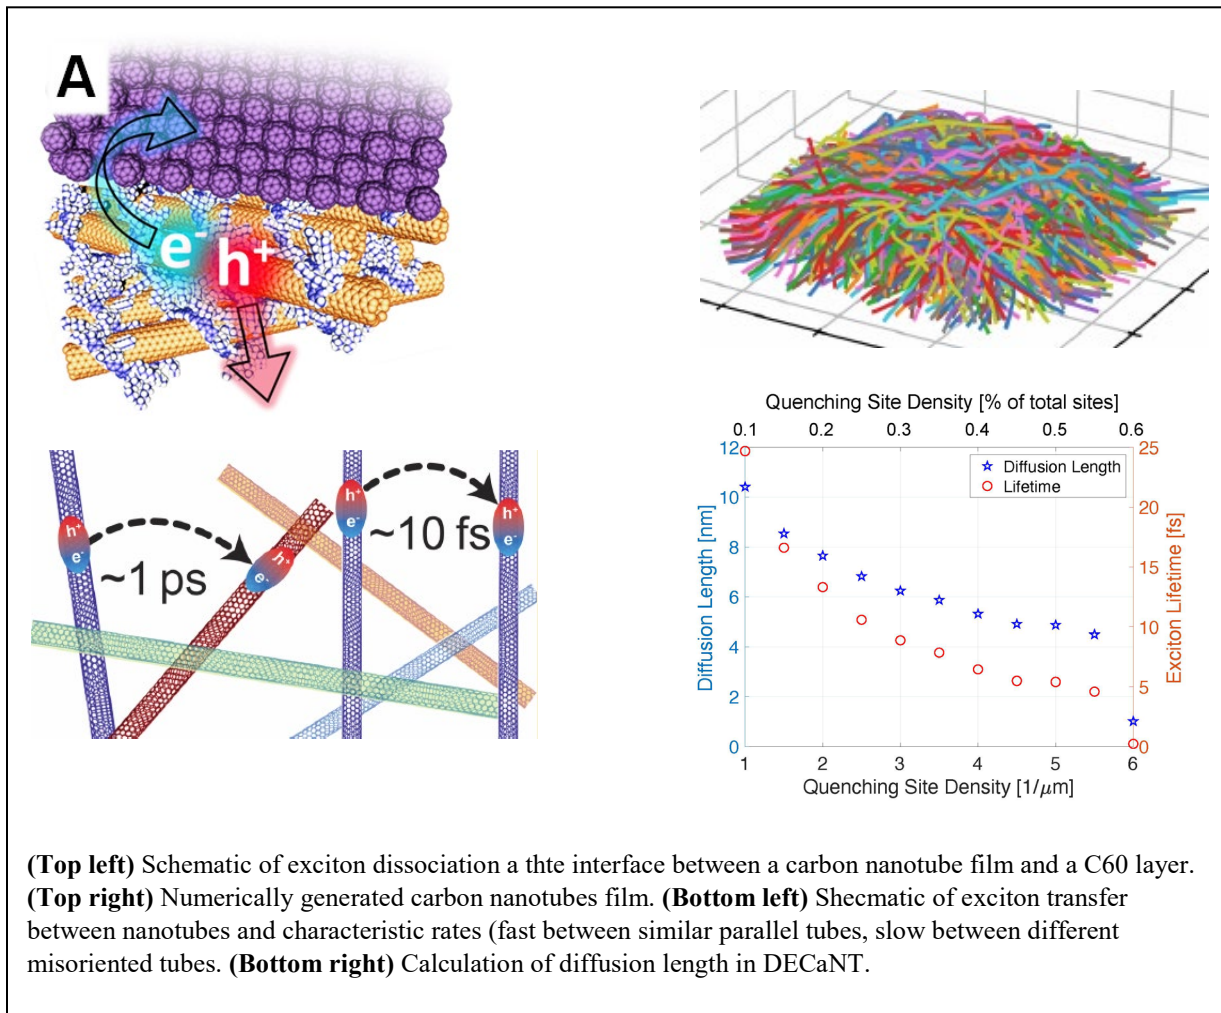 A
e⁻
h⁺
h⁺
e⁻
~1 ps
e⁻
h⁺
h⁺
e⁻
~10 fs
h⁺
e⁻
Quenching Site Density [% of total sites]
0.1 0.2 0.3 0.4 0.5 0.6
Diffusion Length
Lifetime
Diffusion Length [nm]
12
10
8
6
4
2
0
Exciton Lifetime [fs]
25
20
15
10
5
0
1 2 3 4 5 6
Quenching Site Density [1/μm]
(Top left) Schematic of exciton dissociation a thte interface between a carbon nanotube film and a C60 layer.
(Top right) Numerically generated carbon nanotubes film. (Bottom left) Shecmatic of exciton transfer
between nanotubes and characteristic rates (fast between similar parallel tubes, slow between different
misoriented tubes. (Bottom right) Calculation of diffusion length in DECaNT.